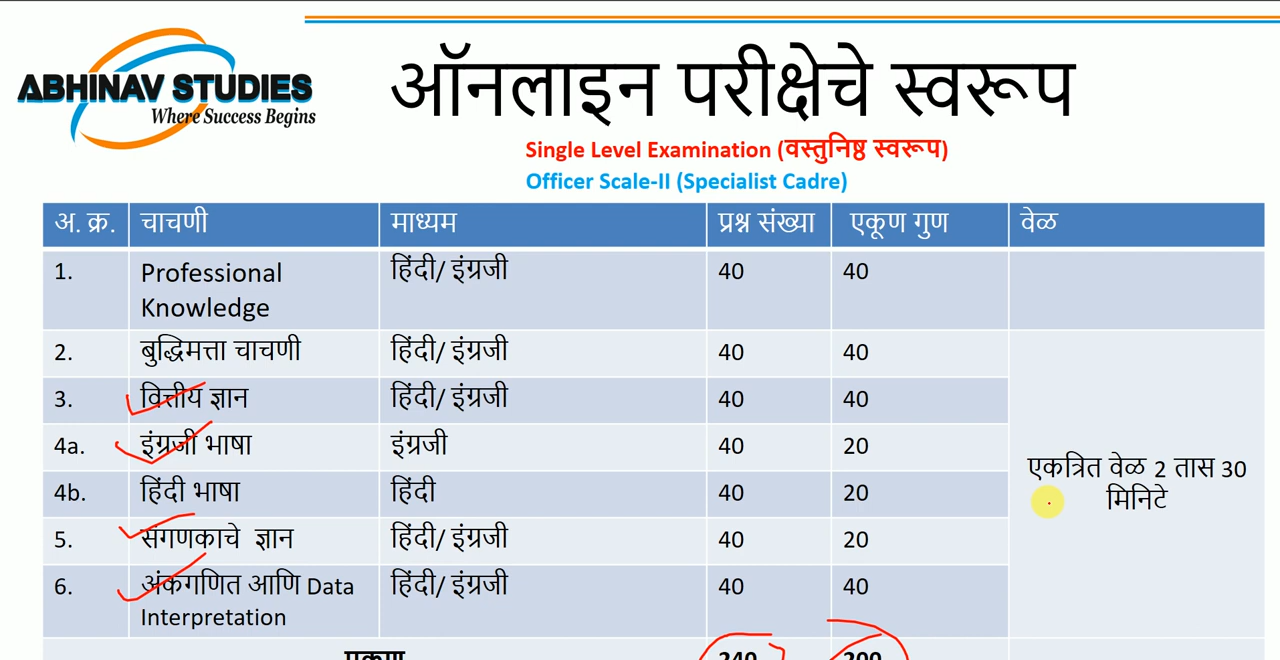 ABHINAV STUDIES
Where Success Begins
ऑनलाइन परीक्षेचे स्वरूप
Single Level Examination (वस्तुनिष्ठ स्वरूप)
Officer Scale-II (Specialist Cadre)
अ. क्र. चाचणी माध्यम प्रश्न संख्या एकूण गुण वेळ
1. Professional हिंदी/ इंग्रजी 40 40
Knowledge
2. बुद्धिमत्ता चाचणी हिंदी/ इंग्रजी 40 40
3. वित्तीय ज्ञान हिंदी/ इंग्रजी 40 40
4a. इंग्रजी भाषा इंग्रजी 40 20
एकत्रित वेळ 2 तास 30
मिनिटे
4b. हिंदी भाषा हिंदी 40 20
5. संगणकाचे ज्ञान हिंदी/ इंग्रजी 40 20
6. अंकगणित आणि Data हिंदी/ इंग्रजी 40 40
Interpretation
एकूण 240 200